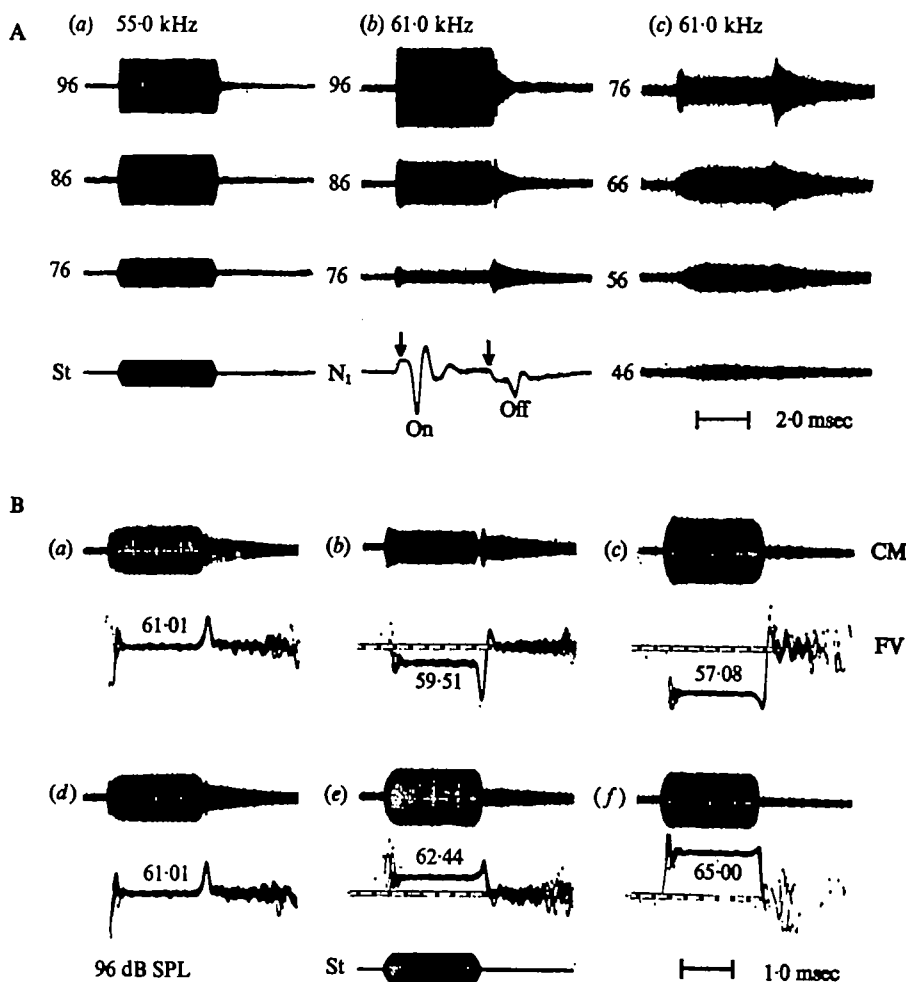 A
(a) 55·0 kHz
(b) 61·0 kHz
(c) 61·0 kHz
96
96
76
86
86
66
76
76
56
St
N₁
On
Off
46
2·0 msec
B
(a)
(b)
(c)
CM
61·01
59·51
57·08
FV
(d)
(e)
(f)
61·01
62·44
65·00
96 dB SPL
St
1·0 msec